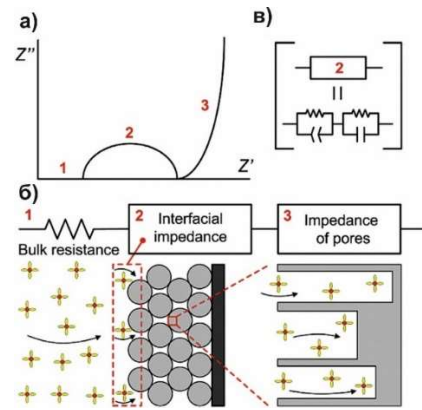 а)
Z''
1
2
3
Z'
в)
2
б)
1
Bulk resistance
2
Interfacial
impedance
3
Impedance
of pores